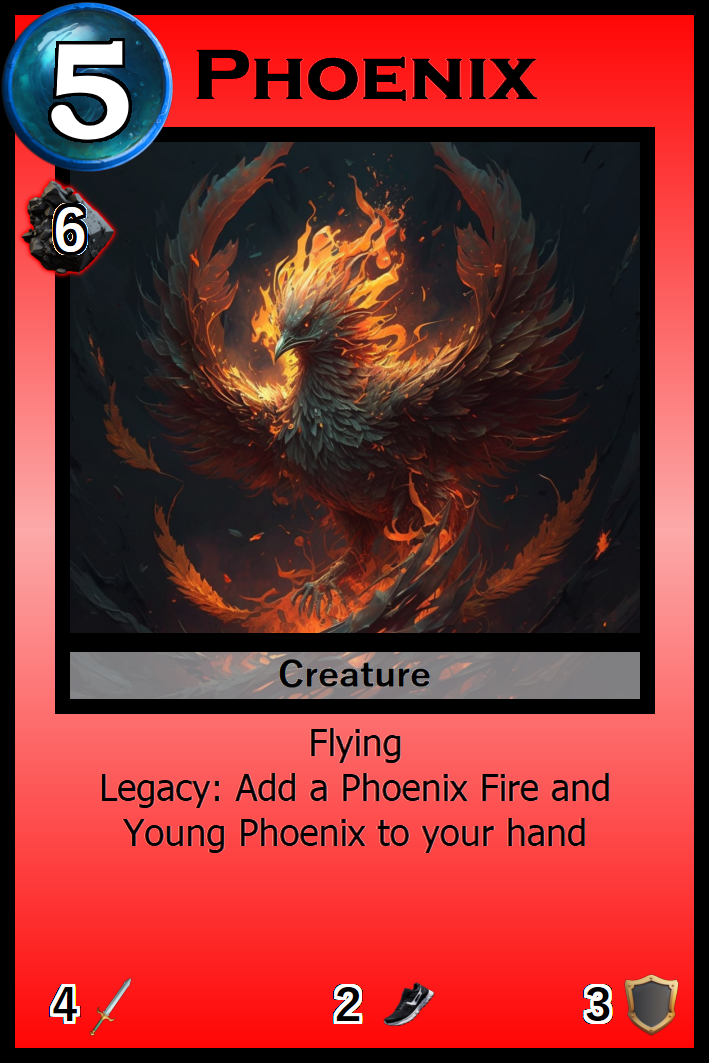 5
Phoenix
6
Creature
Flying
Legacy: Add a Phoenix Fire and
Young Phoenix to your hand
4 2 3